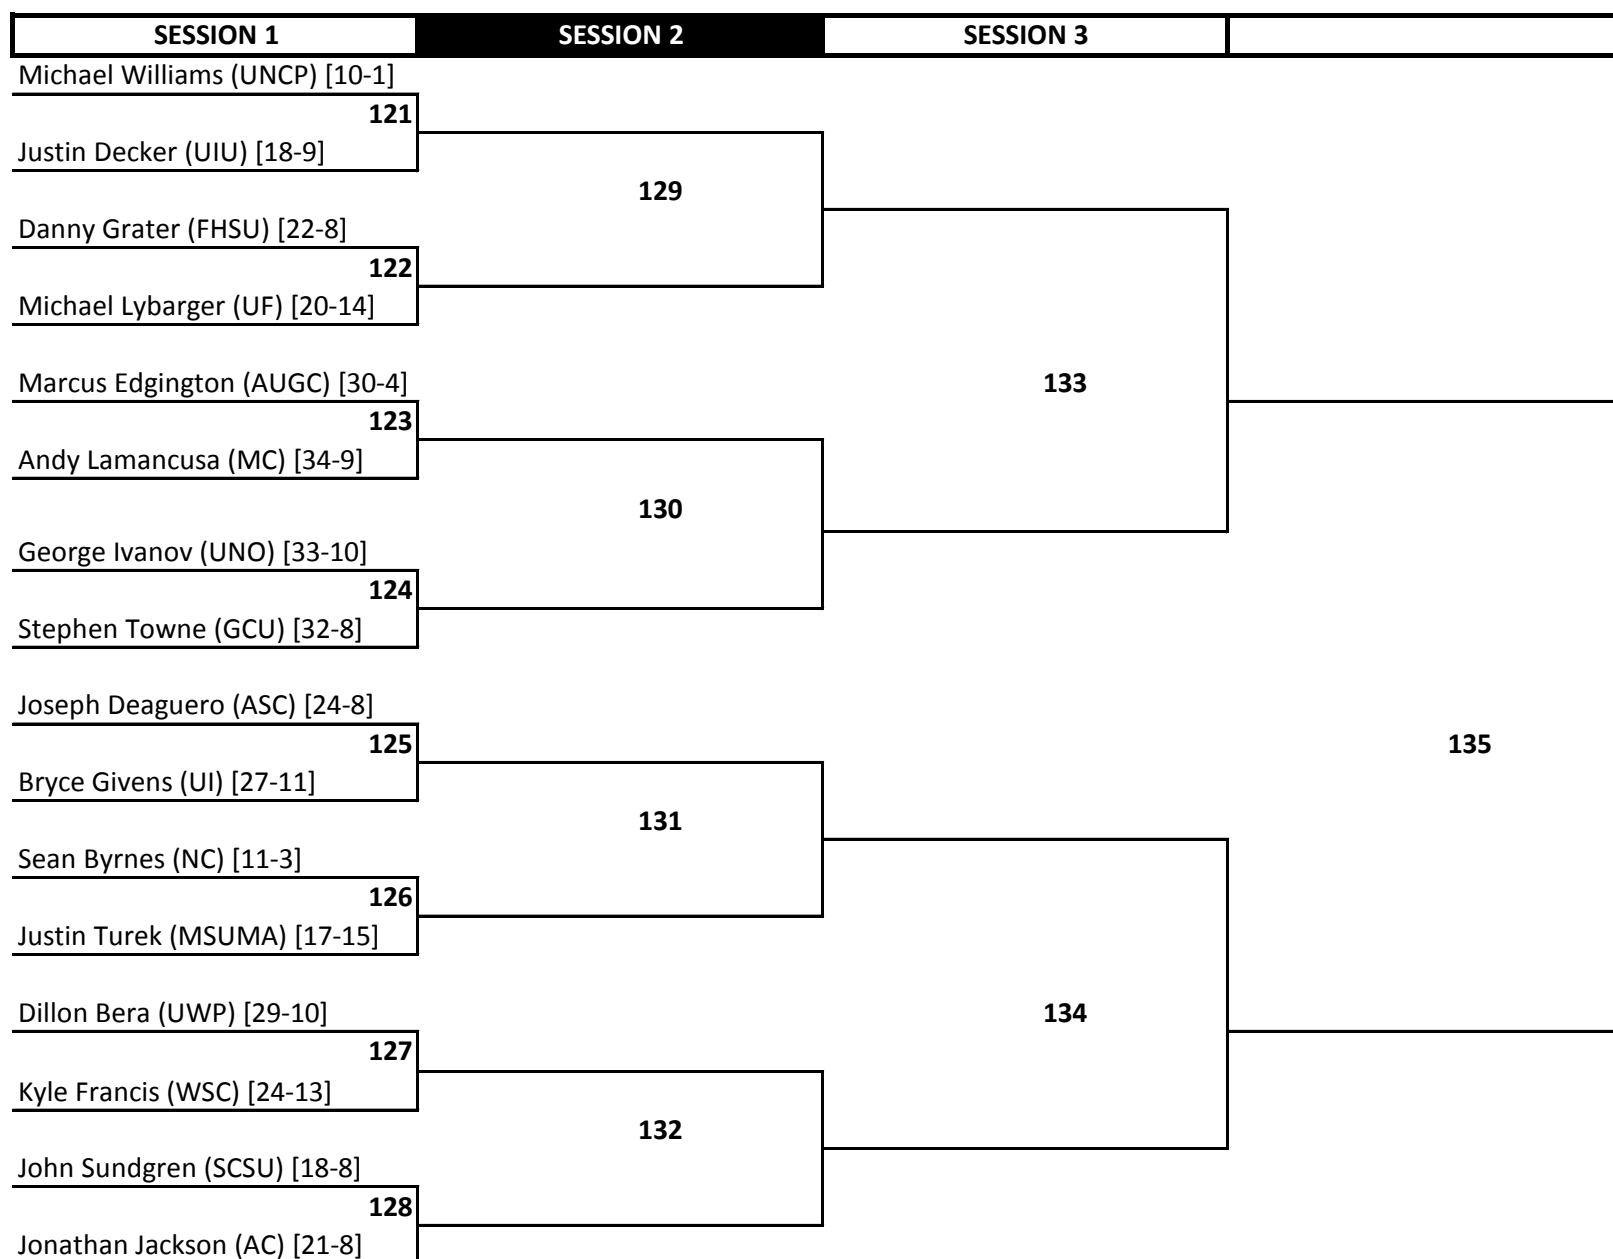 SESSION 1 SESSION 2 SESSION 3
Michael Williams (UNCP) [10-1]
121
Justin Decker (UIU) [18-9]
129
Danny Grater (FHSU) [22-8]
122
Michael Lybarger (UF) [20-14]
Marcus Edgington (AUGC) [30-4]
133
123
Andy Lamancusa (MC) [34-9]
130
George Ivanov (UNO) [33-10]
124
Stephen Towne (GCU) [32-8]
Joseph Deaguero (ASC) [24-8]
125
135
Bryce Givens (UI) [27-11]
131
Sean Byrnes (NC) [11-3]
126
Justin Turek (MSUMA) [17-15]
Dillon Bera (UWP) [29-10]
134
127
Kyle Francis (WSC) [24-13]
132
John Sundgren (SCSU) [18-8]
128
Jonathan Jackson (AC) [21-8]